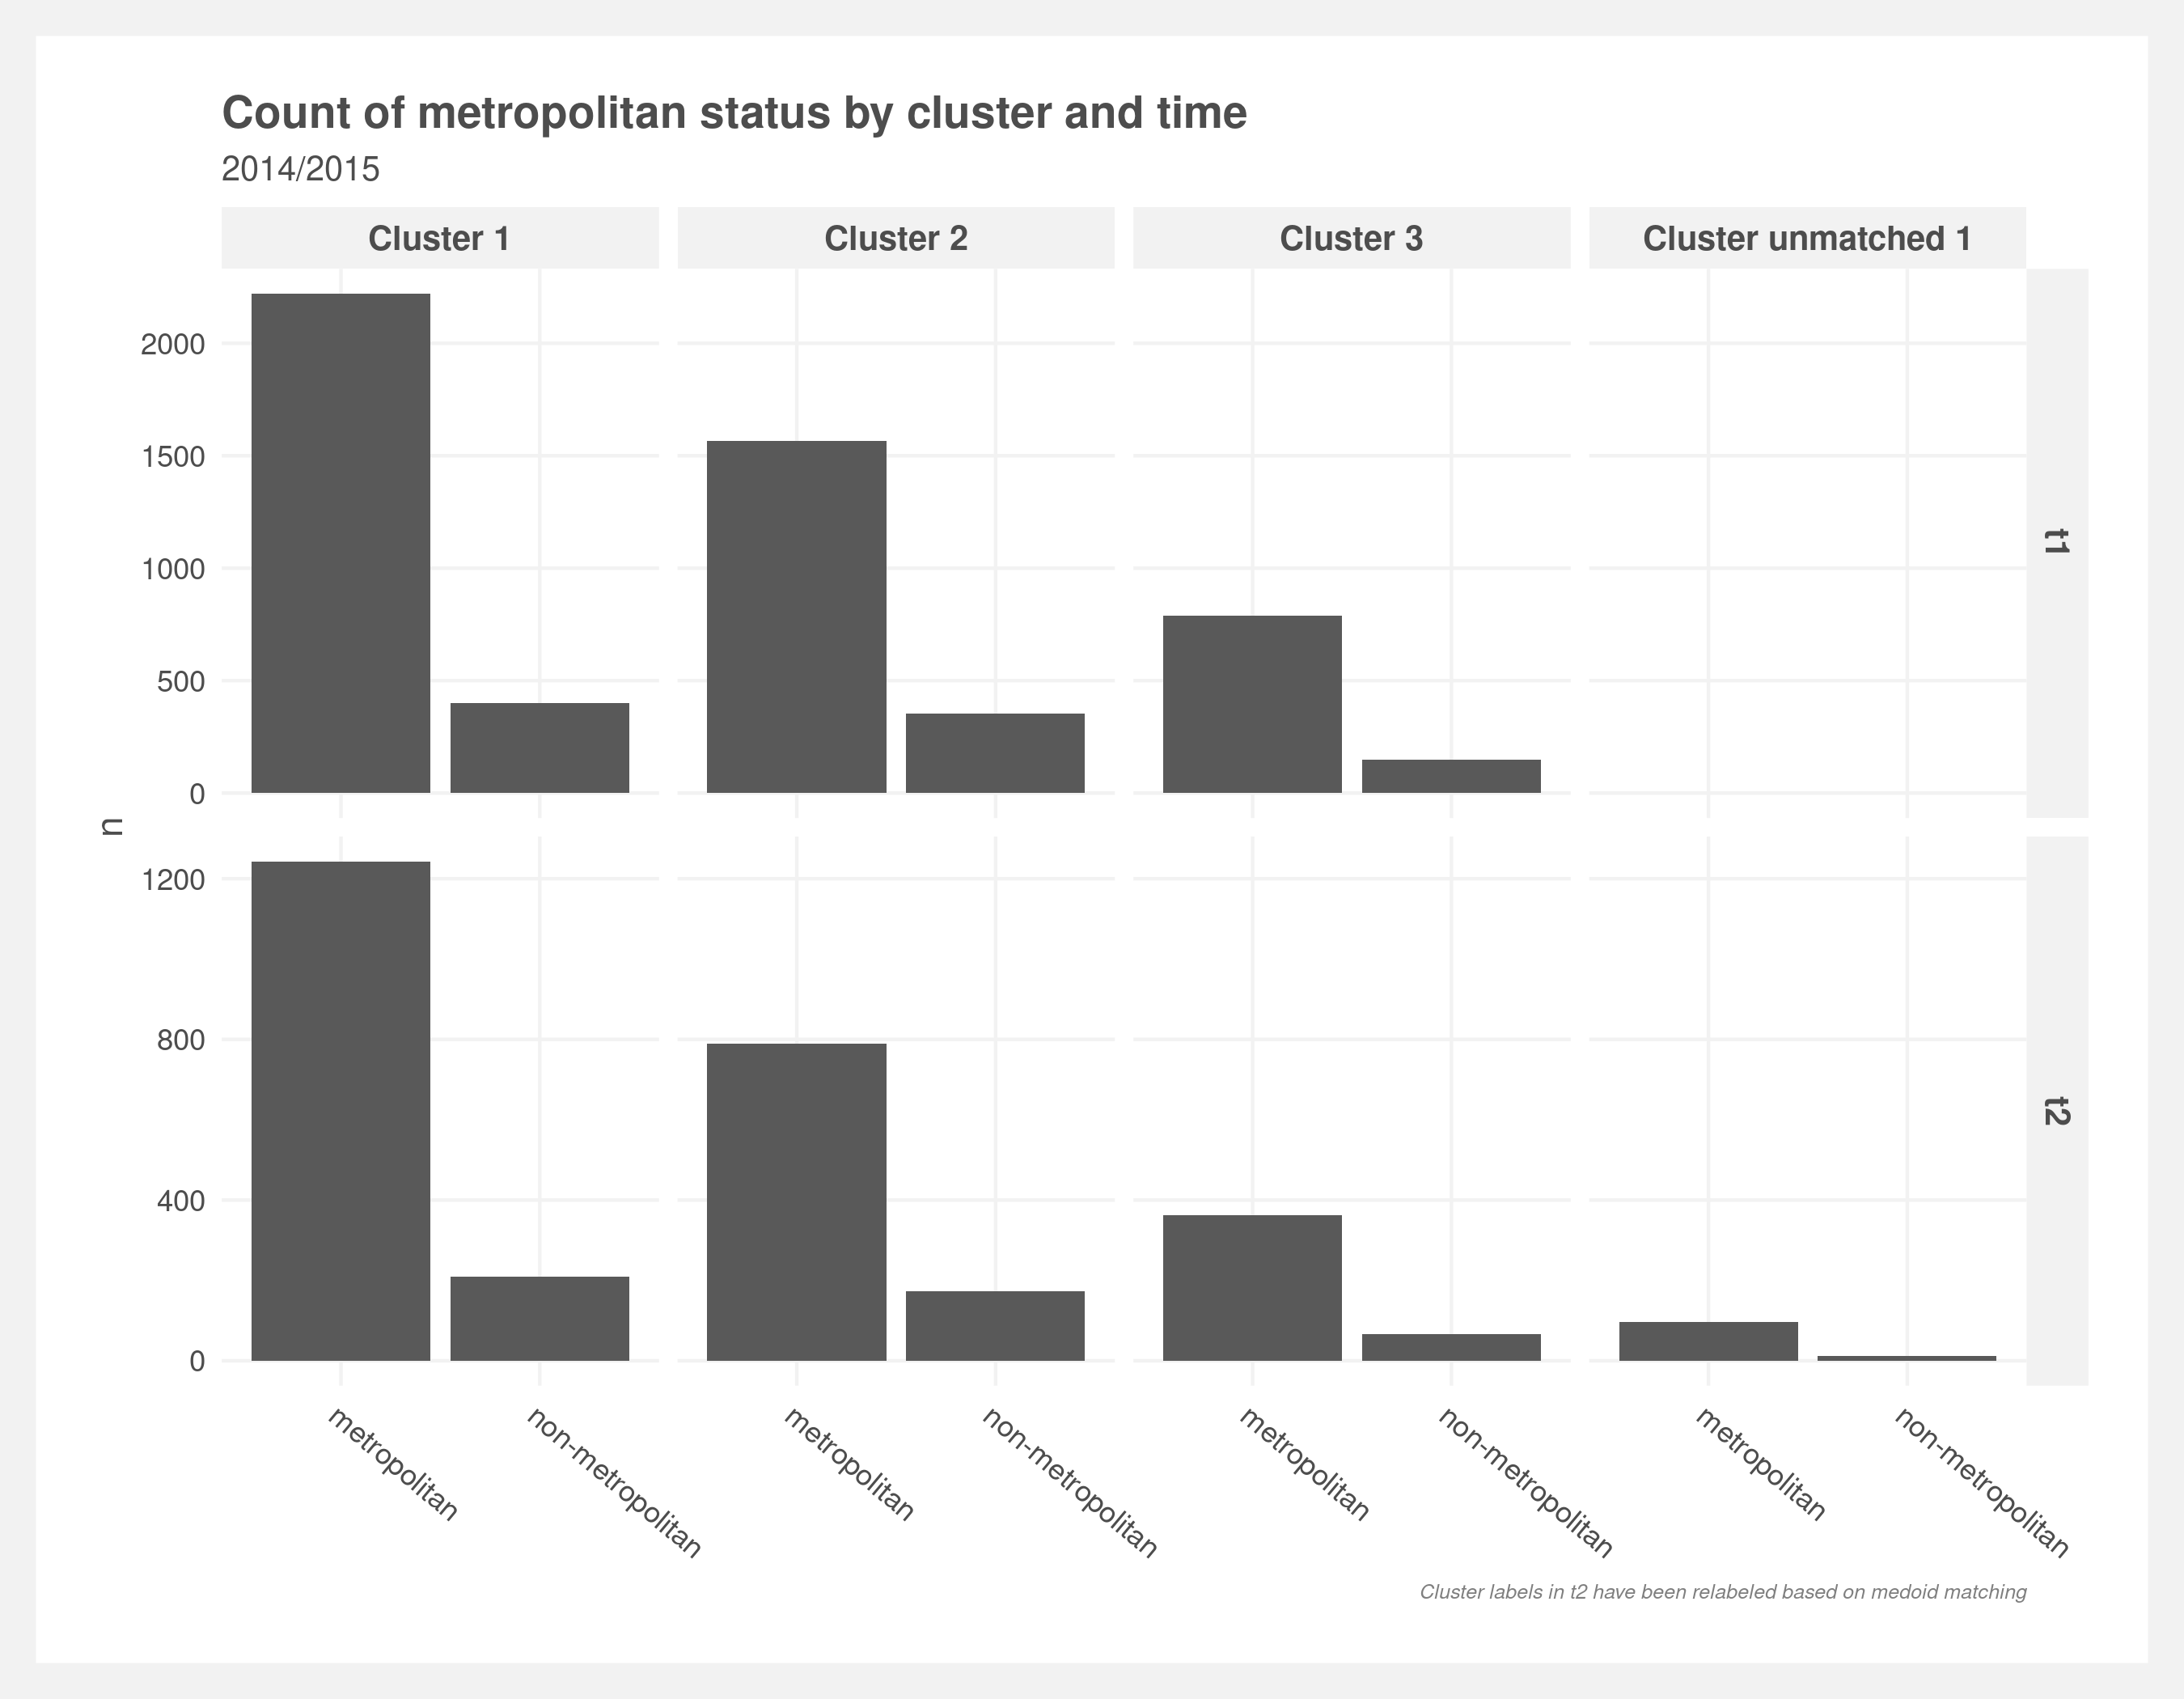 Count of metropolitan status by cluster and time
2014/2015
Cluster 1
Cluster 2
Cluster 3
Cluster unmatched 1
2000
1500
1000
500
0
t1
n
1200
800
400
0
t2
metropolitan
non-metropolitan
metropolitan
non-metropolitan
metropolitan
non-metropolitan
metropolitan
non-metropolitan
Cluster labels in t2 have been relabeled based on medoid matching